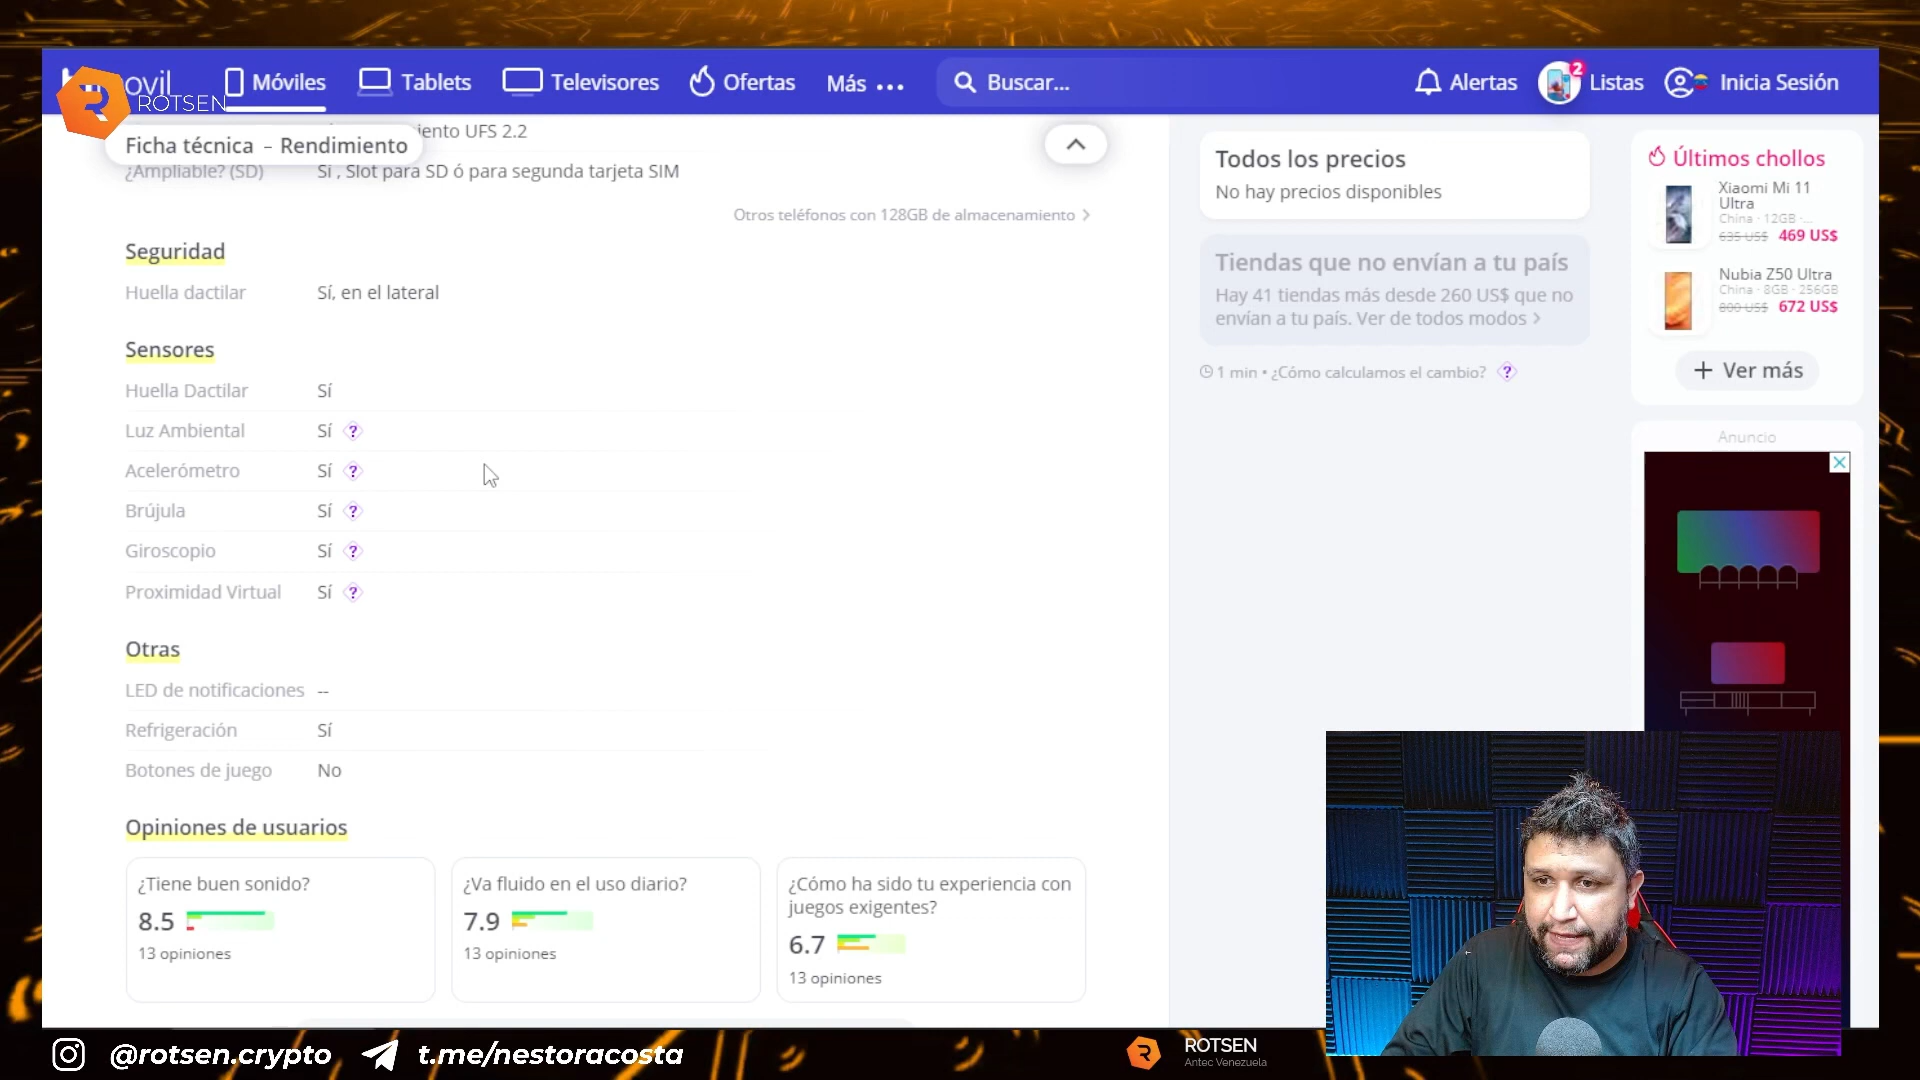 ovil
ROTSEN
Móviles
Tablets
Televisores
Ofertas
Más
Buscar...
Alertas
2
Listas
Inicia Sesión
Ficha técnica – Rendimiento
iento UFS 2.2
¿Ampliable? (SD) Sí , Slot para SD ó para segunda tarjeta SIM
Otros teléfonos con 128GB de almacenamiento
Seguridad
Huella dactilar Sí, en el lateral
Sensores
Huella Dactilar Sí
Luz Ambiental Sí ?
Acelerómetro Sí ?
Brújula Sí ?
Giroscopio Sí ?
Proximidad Virtual Sí ?
Otras
LED de notificaciones --
Refrigeración Sí
Botones de juego No
Opiniones de usuarios
¿Tiene buen sonido?
8.5
13 opiniones
¿Va fluido en el uso diario?
7.9
13 opiniones
¿Cómo ha sido tu experiencia con
juegos exigentes?
6.7
13 opiniones
Todos los precios
No hay precios disponibles
Tiendas que no envían a tu país
Hay 41 tiendas más desde 260 US$ que no
envían a tu país. Ver de todos modos
1 min • ¿Cómo calculamos el cambio? ?
Últimos chollos
Xiaomi Mi 11
Ultra
China · 12GB ·...
635 US$ 469 US$
Nubia Z50 Ultra
China · 8GB · 256GB
800 US$ 672 US$
+ Ver más
Anuncio
@rotsen.crypto
t.me/nestoracosta
ROTSEN
Antec Venezuela